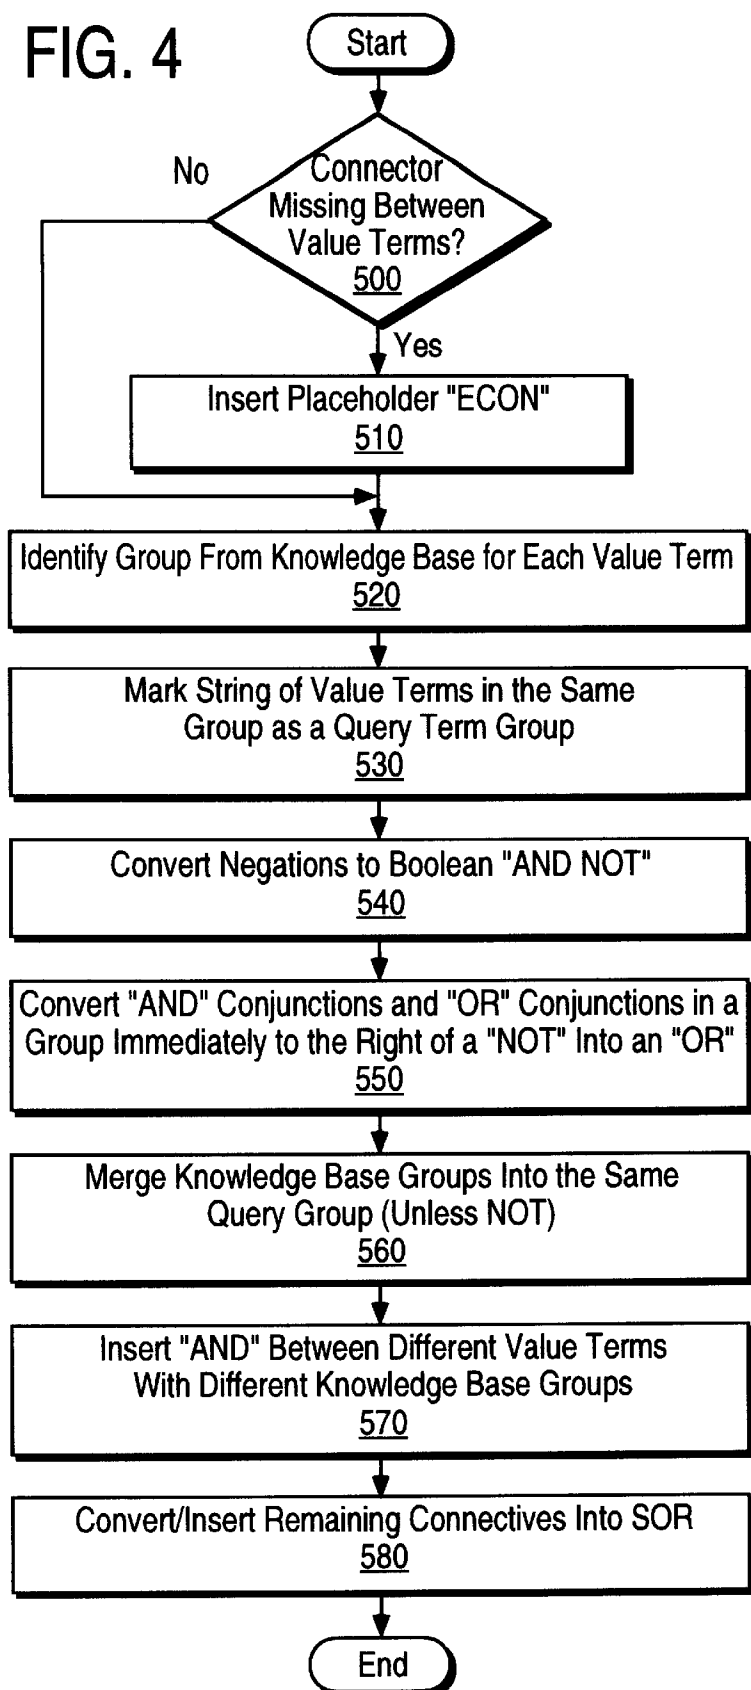 FIG. 4
Start
No
Connector
Missing Between
Value Terms?
500
Yes
Insert Placeholder "ECON"
510
Identify Group From Knowledge Base for Each Value Term
520
Mark String of Value Terms in the Same
Group as a Query Term Group
530
Convert Negations to Boolean "AND NOT"
540
Convert "AND" Conjunctions and "OR" Conjunctions in a
Group Immediately to the Right of a "NOT" Into an "OR"
550
Merge Knowledge Base Groups Into the Same
Query Group (Unless NOT)
560
Insert "AND" Between Different Value Terms
With Different Knowledge Base Groups
570
Convert/Insert Remaining Connectives Into SOR
580
End